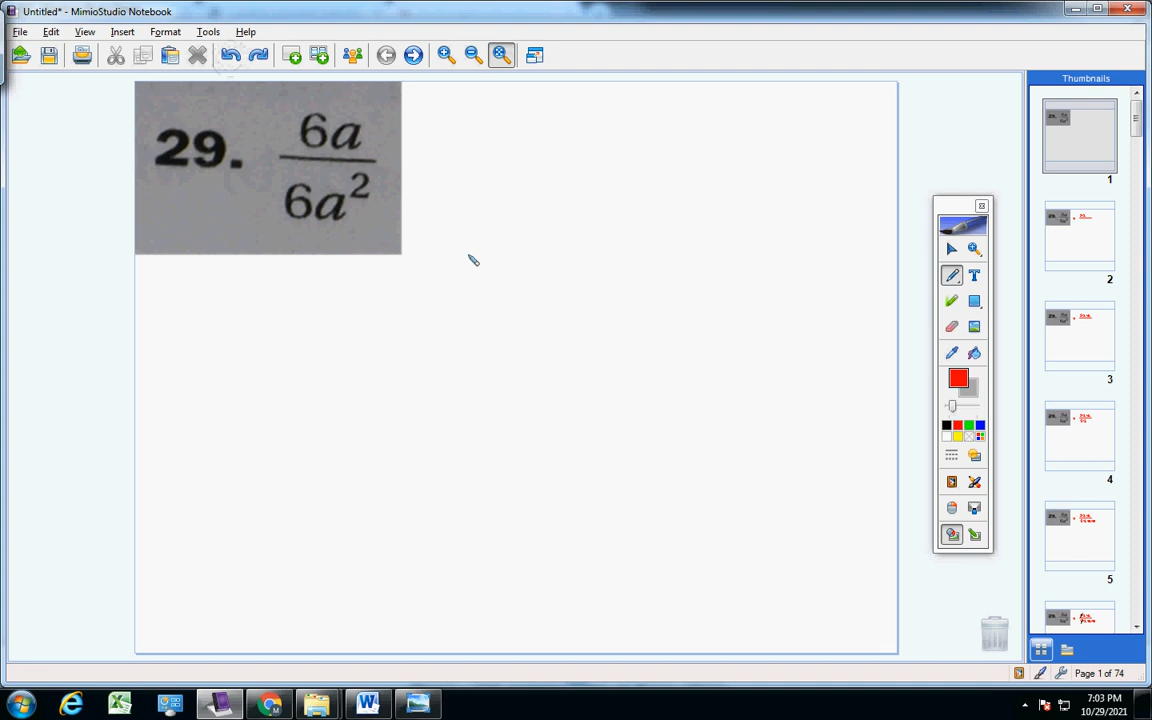 Untitled* - MimioStudio Notebook
File Edit View Insert Format Tools Help
Thumbnails
29. 6a
6a²
1
2
3
4
5
Page 1 of 74
7:03 PM
10/29/2021